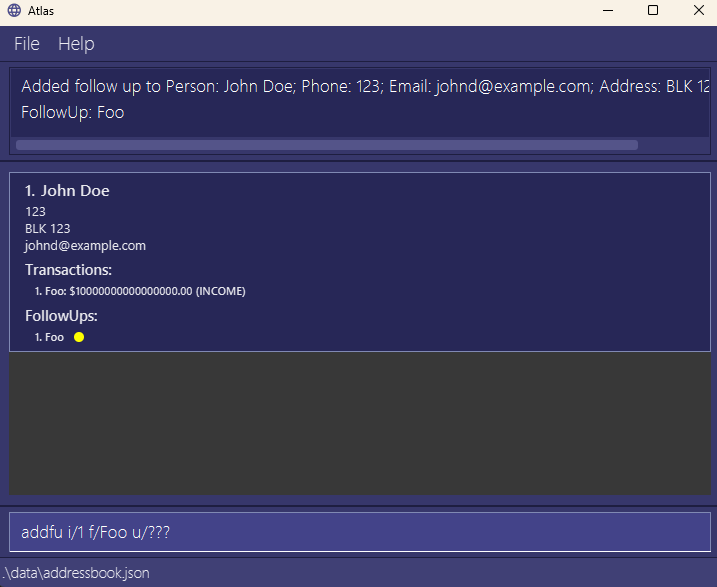 Atlas
File Help
Added follow up to Person: John Doe; Phone: 123; Email: johnd@example.com; Address: BLK 12
FollowUp: Foo
1. John Doe
123
BLK 123
johnd@example.com
Transactions:
1. Foo: $10000000000000000.00 (INCOME)
FollowUps:
1. Foo
addfu i/1 f/Foo u/???
.\data\addressbook.json